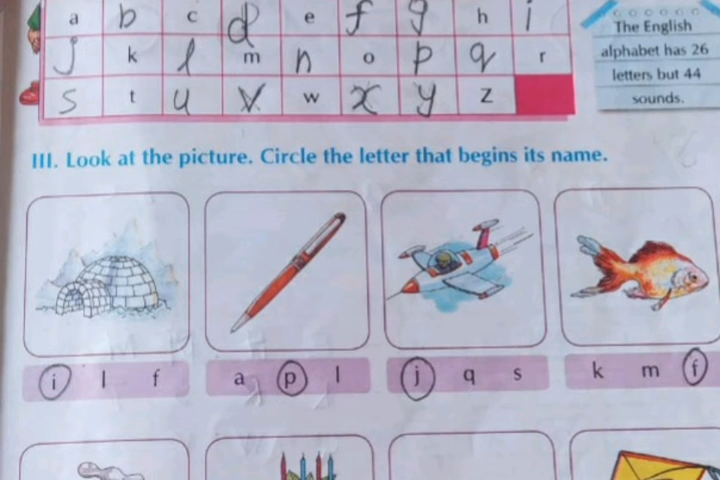 a b c d e f g h i
j k l m n o p q r
s t u v w x y z
The English
alphabet has 26
letters but 44
sounds.
III. Look at the picture. Circle the letter that begins its name.
i l f a p l j q s k m f